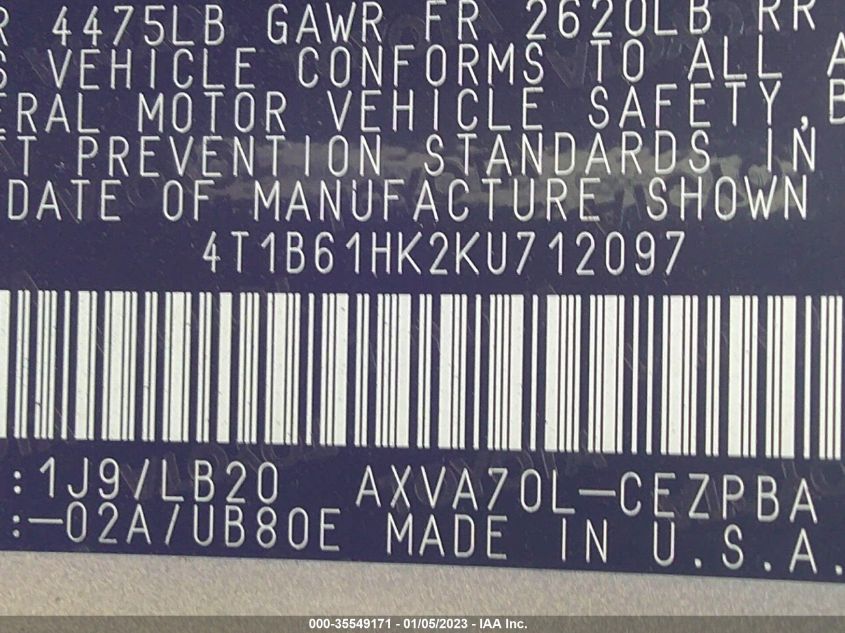 4475LB GAWR FR 2620LB RR
VEHICLE CONFORMS TO ALL
MOTOR VEHICLE SAFETY, B
PREVENTION STANDARDS IN
DATE OF MANUFACTURE SHOWN
4T1B61HK2KU712097
:1J9/LB20 AXVA70L-CEZPBA
:-02A/UB80E MADE IN U.S.A.
000-35549171 - 01/05/2023 - IAA Inc.